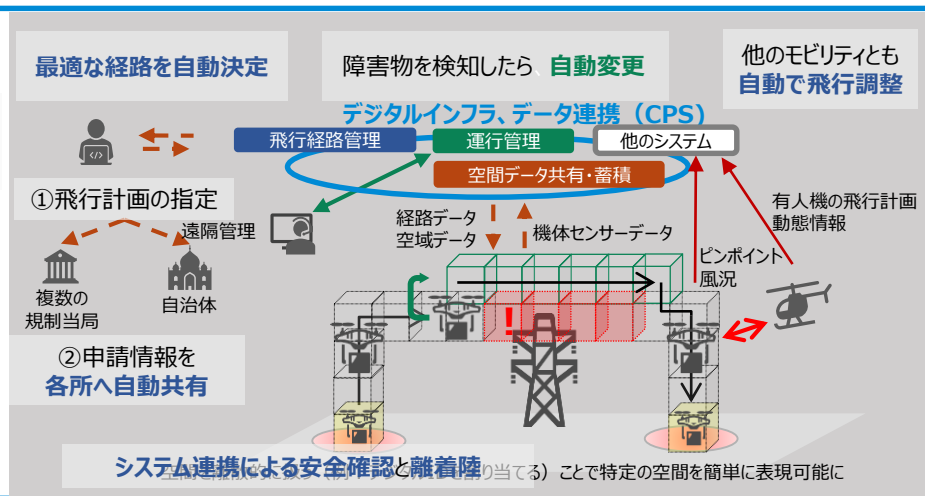 最適な経路を自動決定
障害物を検知したら、自動変更
他のモビリティとも
自動で飛行調整
デジタルインフラ、データ連携（CPS）
飛行経路管理
運行管理
他のシステム
空間データ共有・蓄積
①飛行計画の指定
遠隔管理
経路データ
空域データ
機体センサーデータ
有人機の飛行計画
動態情報
ピンポイント
風況
複数の
規制当局
自治体
!
②申請情報を
各所へ自動共有
システム連携による安全確認と離着陸
り当てる）ことで特定の空間を簡単に表現可能に